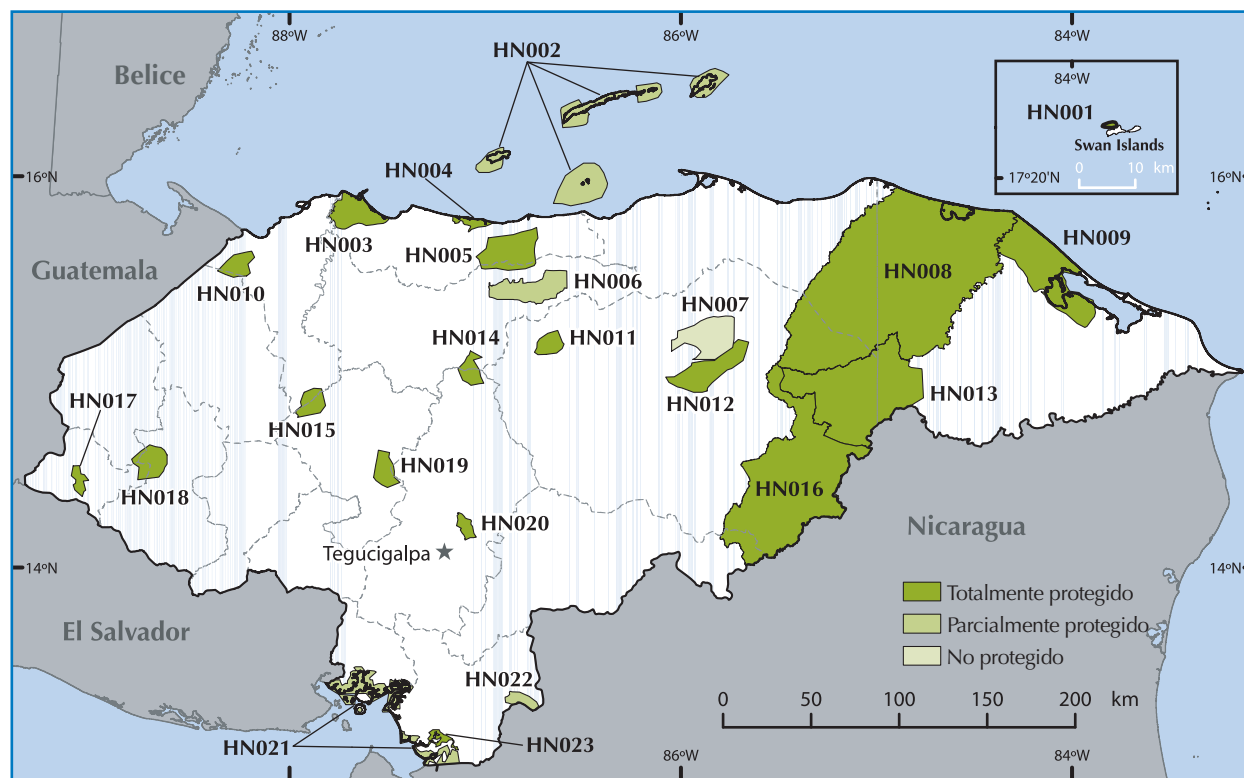 88ºW
86ºW
84ºW
HN002
Belice
84ºW
HN001
Swan Islands
0 10 km
17º20'N
16ºN
16ºN
HN004
HN003
HN005
HN009
Guatemala
HN010
HN008
HN006
HN007
HN014
HN011
HN017
HN012
HN013
HN015
HN019
HN018
HN016
HN020
Nicaragua
Tegucigalpa
14ºN
14ºN
Totalmente protegido
El Salvador
Parcialmente protegido
No protegido
HN022
0 50 100 150 200 km
HN021
HN023
88ºW
86ºW
84ºW